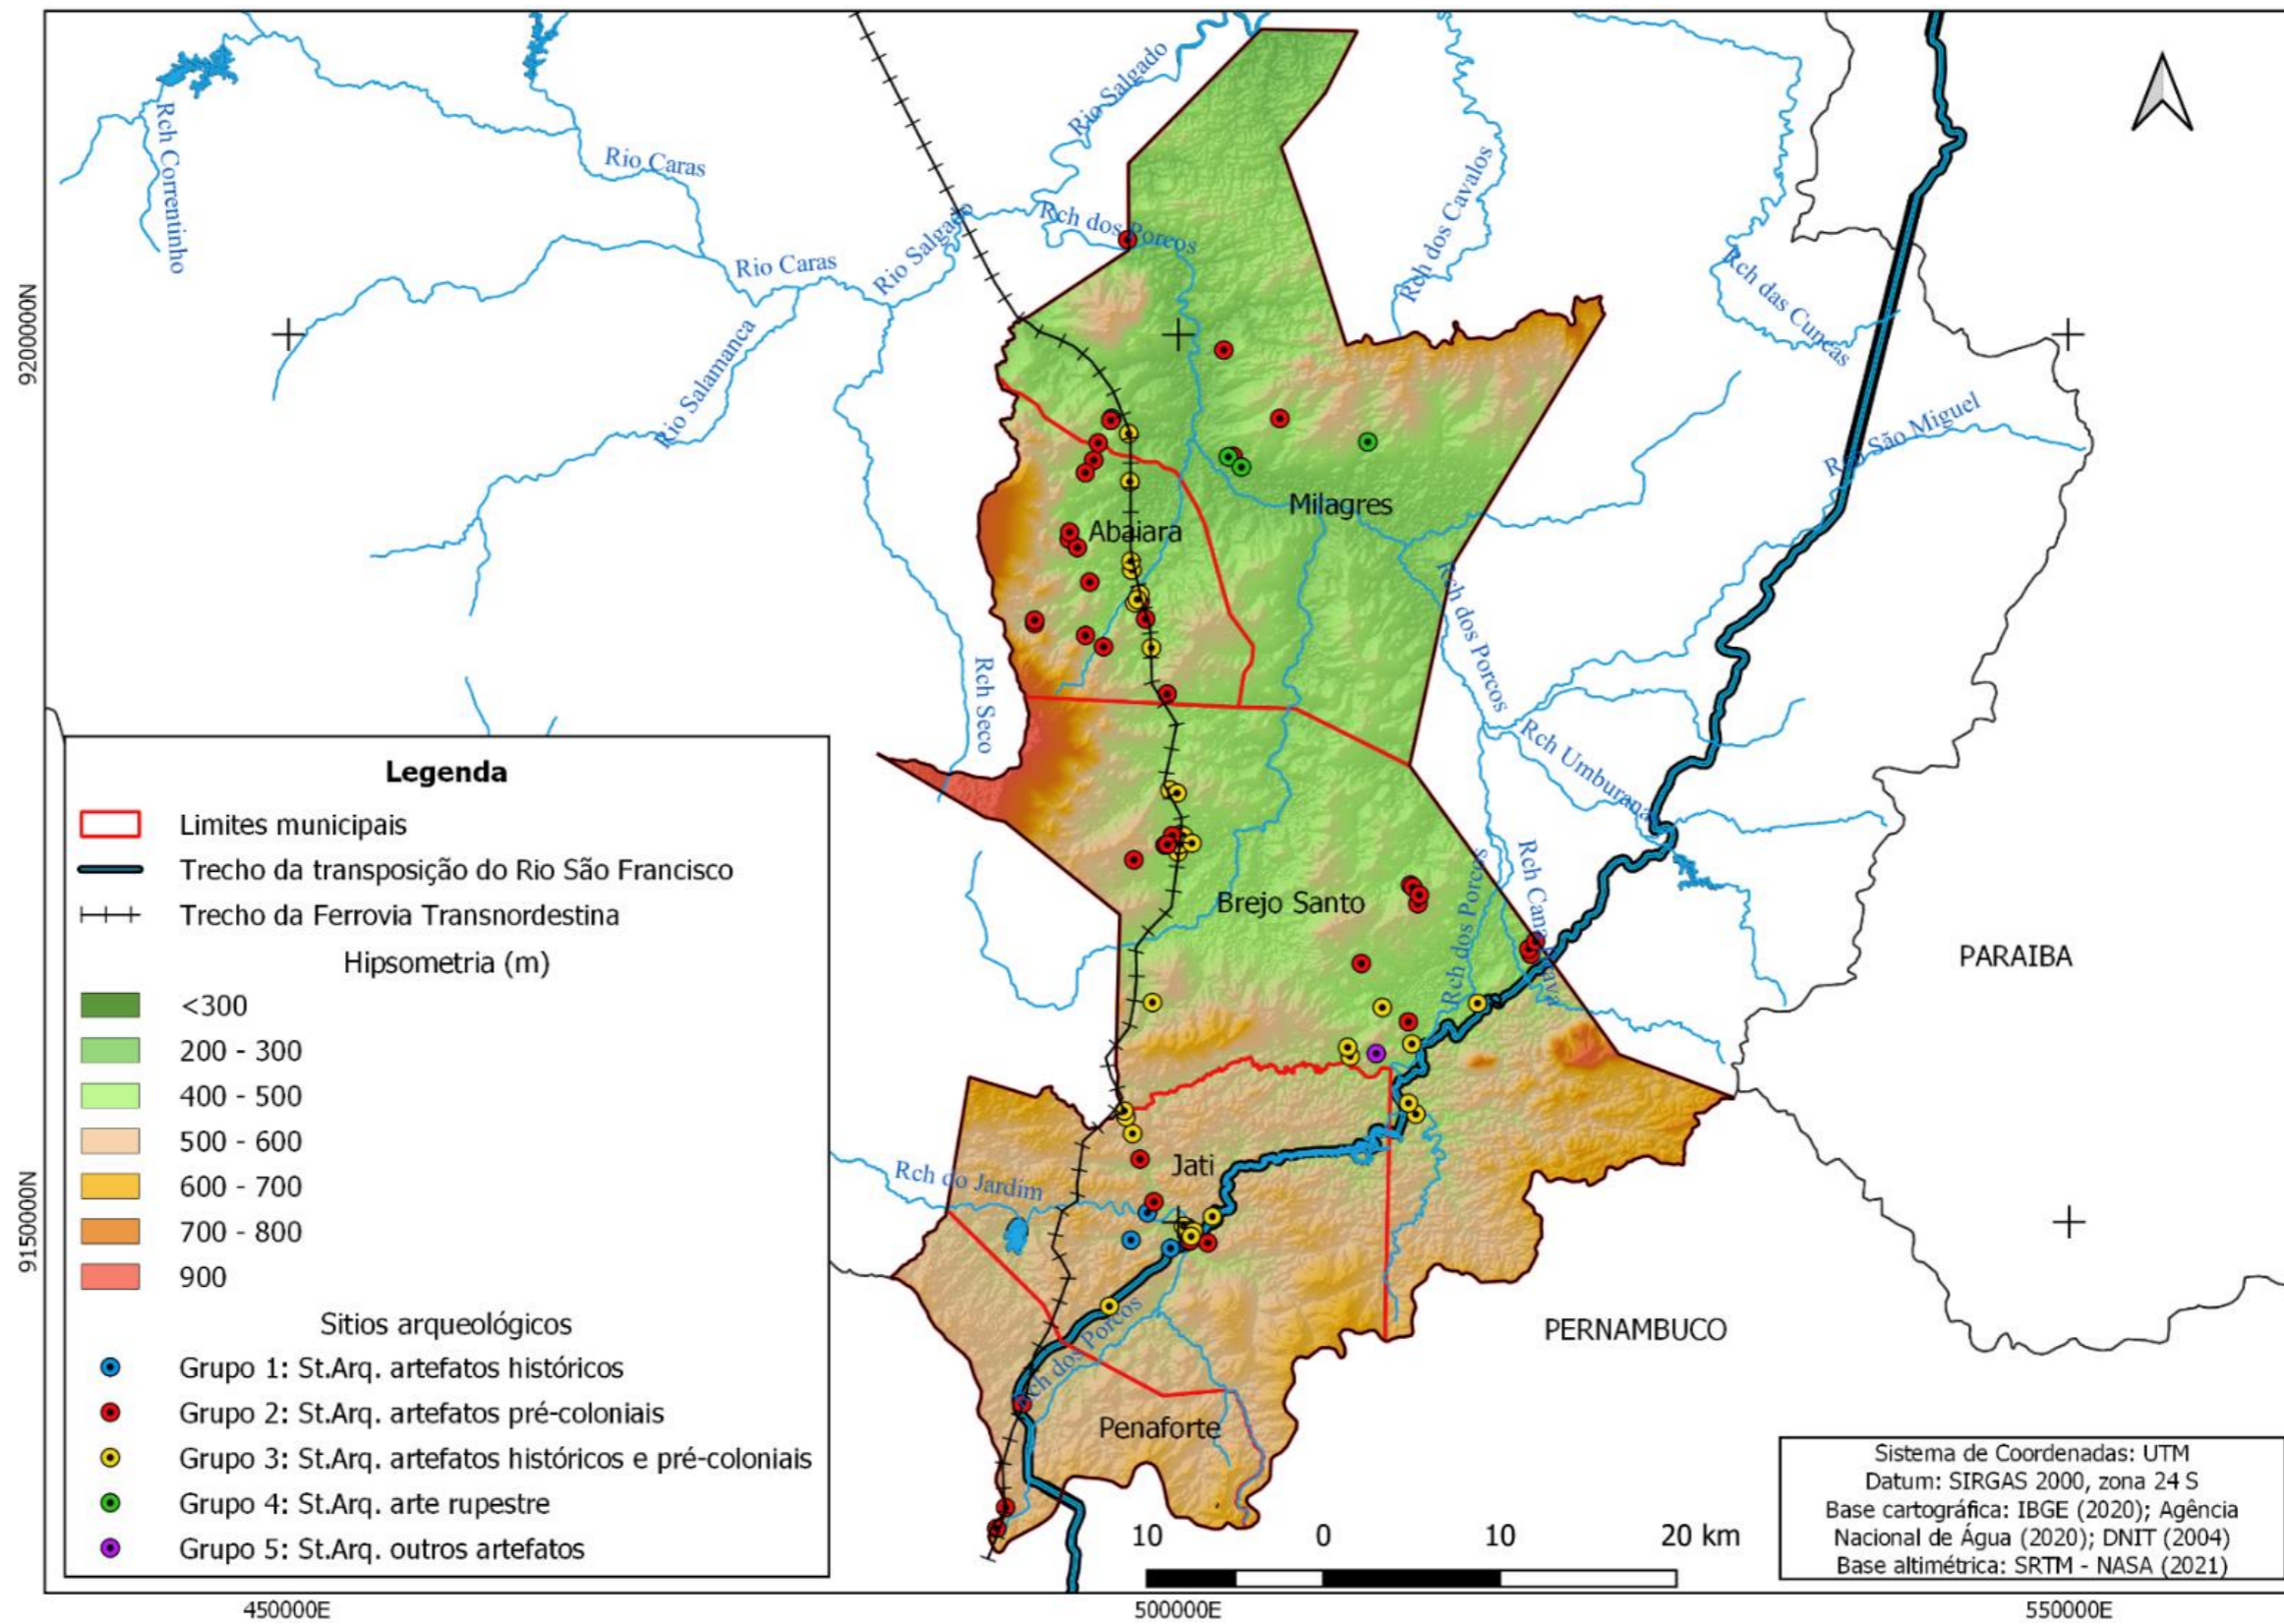 Rch Correntinho
Rio Caras
Rio Caras
Rio Salamanca
Rio Salgado
Rio Salgado
Rch dos Porcos
Rch dos Cavalos
Rch das Cuncas
Rch São Miguel
Milagres
Abaiara
Rch dos Porcos
Rch Seco
Rch Umburana
Brejo Santo
Rch dos Porcos
Rch Cana Brava
PARAIBA
Jati
Rch do Jardim
PERNAMBUCO
Rch dos Porcos
Penaforte
Legenda
Limites municipais
Trecho da transposição do Rio São Francisco
Trecho da Ferrovia Transnordestina
Hipsometria (m)
<300
200 - 300
400 - 500
500 - 600
600 - 700
700 - 800
900
Sitios arqueológicos
Grupo 1: St.Arq. artefatos históricos
Grupo 2: St.Arq. artefatos pré-coloniais
Grupo 3: St.Arq. artefatos históricos e pré-coloniais
Grupo 4: St.Arq. arte rupestre
Grupo 5: St.Arq. outros artefatos
10 0 10 20 km
Sistema de Coordenadas: UTM
Datum: SIRGAS 2000, zona 24 S
Base cartográfica: IBGE (2020); Agência
Nacional de Água (2020); DNIT (2004)
Base altimétrica: SRTM - NASA (2021)
9200000N
9150000N
450000E
500000E
550000E